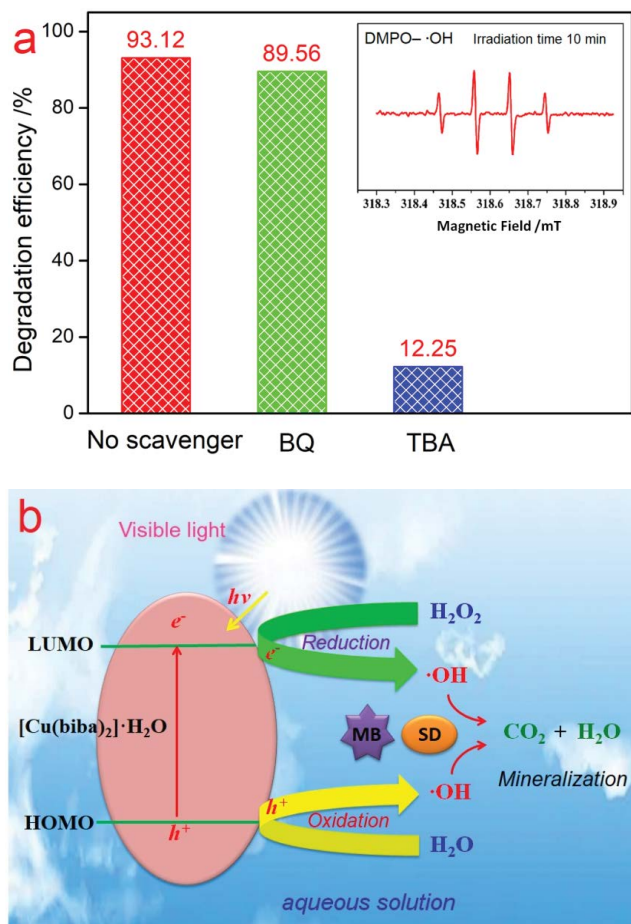 a
Degradation efficiency /%
100
80
60
40
20
0
93.12
89.56
12.25
No scavenger
BQ
TBA
DMPO– ·OH
Irradiation time 10 min
318.3 318.4 318.5 318.6 318.7 318.8 318.9
Magnetic Field /mT
b
Visible light
hν
e⁻
LUMO
Reduction
e⁻
H₂O₂
·OH
[Cu(biba)₂]·H₂O
MB
SD
CO₂ + H₂O
Mineralization
·OH
HOMO
h⁺
h⁺
Oxidation
H₂O
aqueous solution